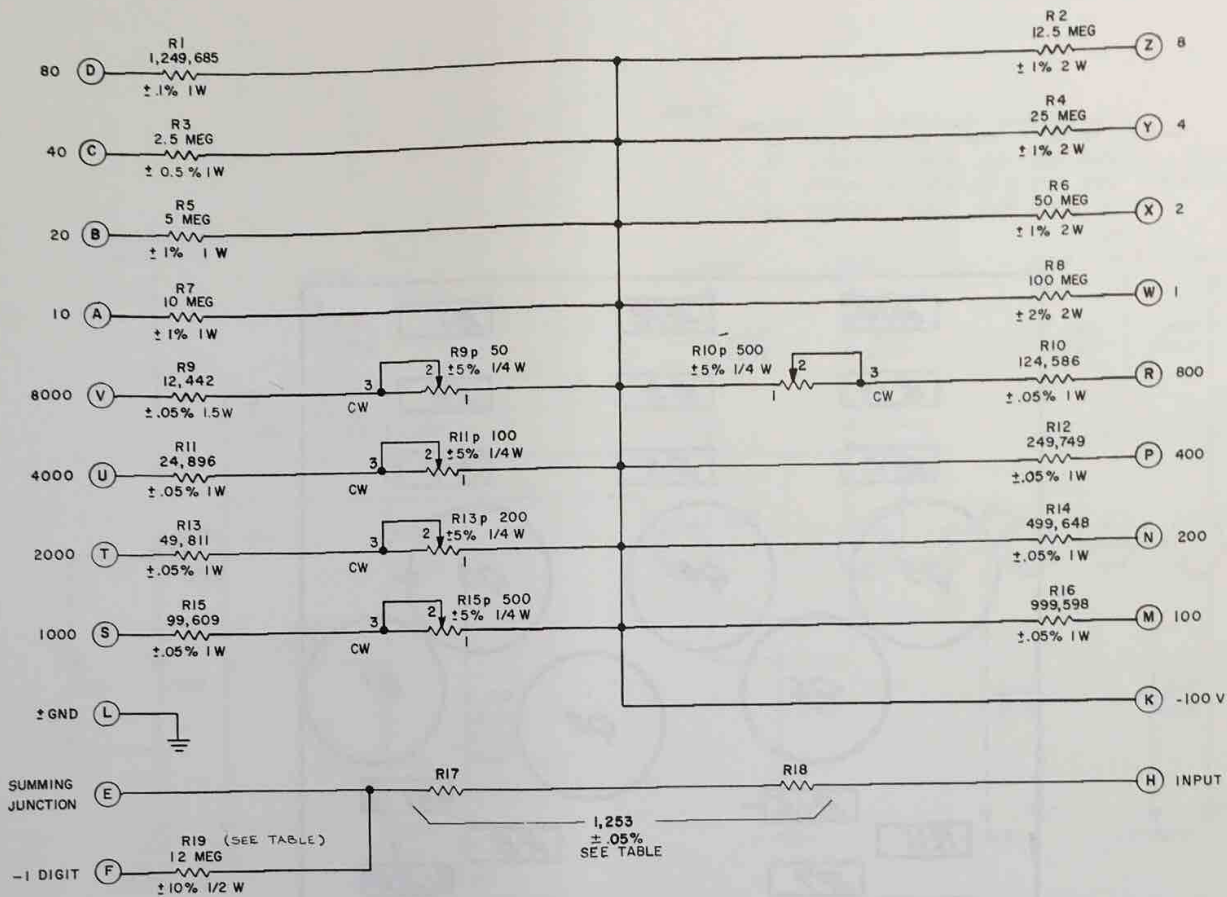 R1
1,249,685
80 D
± .1% 1W
R2
12.5 MEG
Z 8
± 1% 2W
R3
2.5 MEG
40 C
± 0.5% 1W
R4
25 MEG
Y 4
± 1% 2W
R5
5 MEG
20 B
± 1% 1 W
R6
50 MEG
X 2
± 1% 2W
R7
10 MEG
10 A
± 1% 1W
R8
100 MEG
W 1
± 2% 2W
R9
12,442
8000 V
± .05% 1.5W
R9p 50
±5% 1/4 W
3
2
1
CW
R10p 500
±5% 1/4 W
2
3
1
CW
R10
124,586
R 800
± .05% 1W
R11
24,896
4000 U
± .05% 1W
R11p 100
±5% 1/4 W
3
2
1
CW
R12
249,749
P 400
± .05% 1W
R13
49,811
2000 T
± .05% 1W
R13p 200
±5% 1/4 W
3
2
1
CW
R14
499,648
N 200
± .05% 1W
R15
99,609
1000 S
± .05% 1W
R15p 500
±5% 1/4 W
3
2
1
CW
R16
999,598
M 100
± .05% 1W
K -100 V
± GND L
SUMMING
JUNCTION E
R17
R18
H INPUT
1,253
± .05%
SEE TABLE
R19 (SEE TABLE)
12 MEG
-1 DIGIT F
± 10% 1/2 W